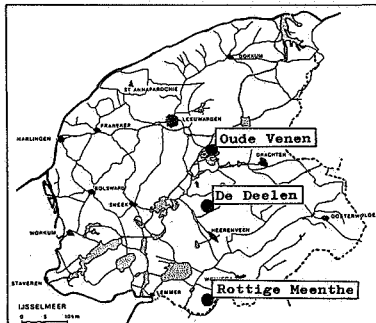 DOKKUM
ST ANNAPAROCHIE
LEEUWARDEN
FRANEKER
HARLINGEN
Oude Venen
DRACHTEN
BOLSWARD
De Deelen
SNEEK
OOSTERWOLDE
WORKUM
HEERENVEEN
STAVEREN
LEMMER
Rottige Meenthe
IJSSELMEER
0 5 10km